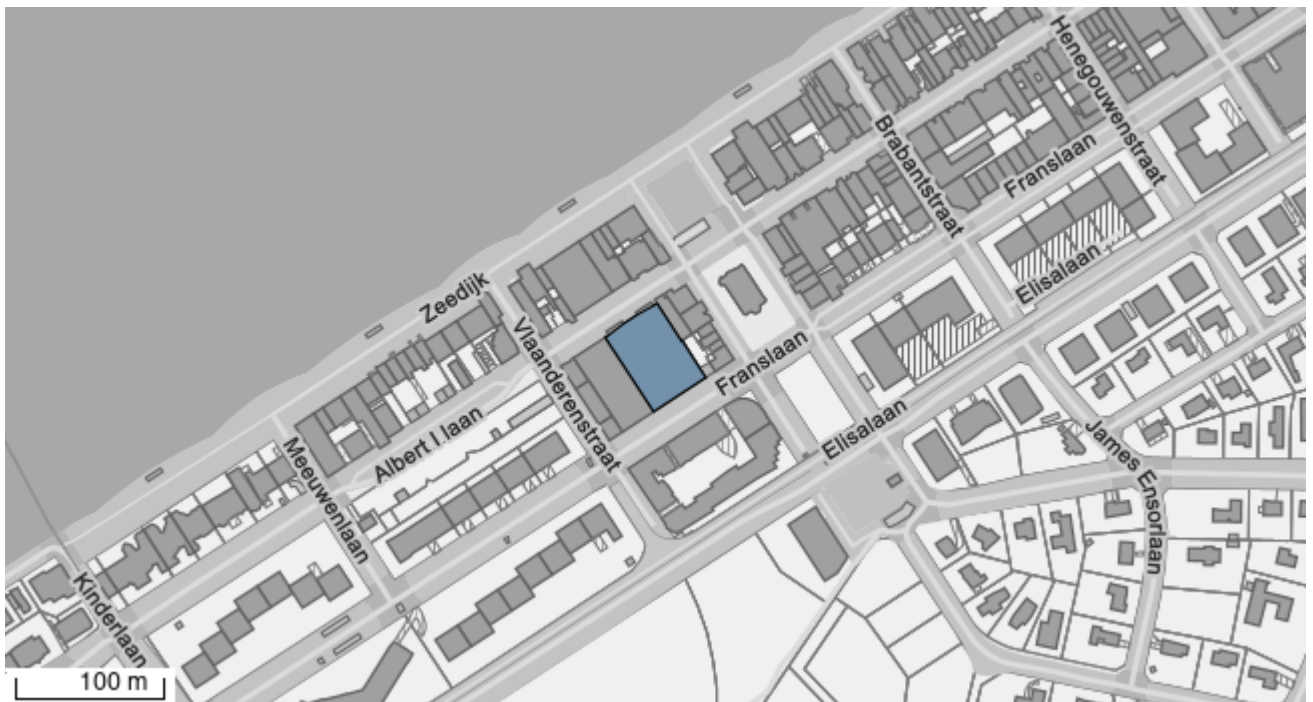 Henegouwenstraat
Brabantstraat
Franslaan
Zeedijk
Elisalaan
Vlaanderenstraat
Franslaan
Albert I laan
Elisalaan
Meeuwenlaan
James Ensorlaan
Kinderlaan
100 m